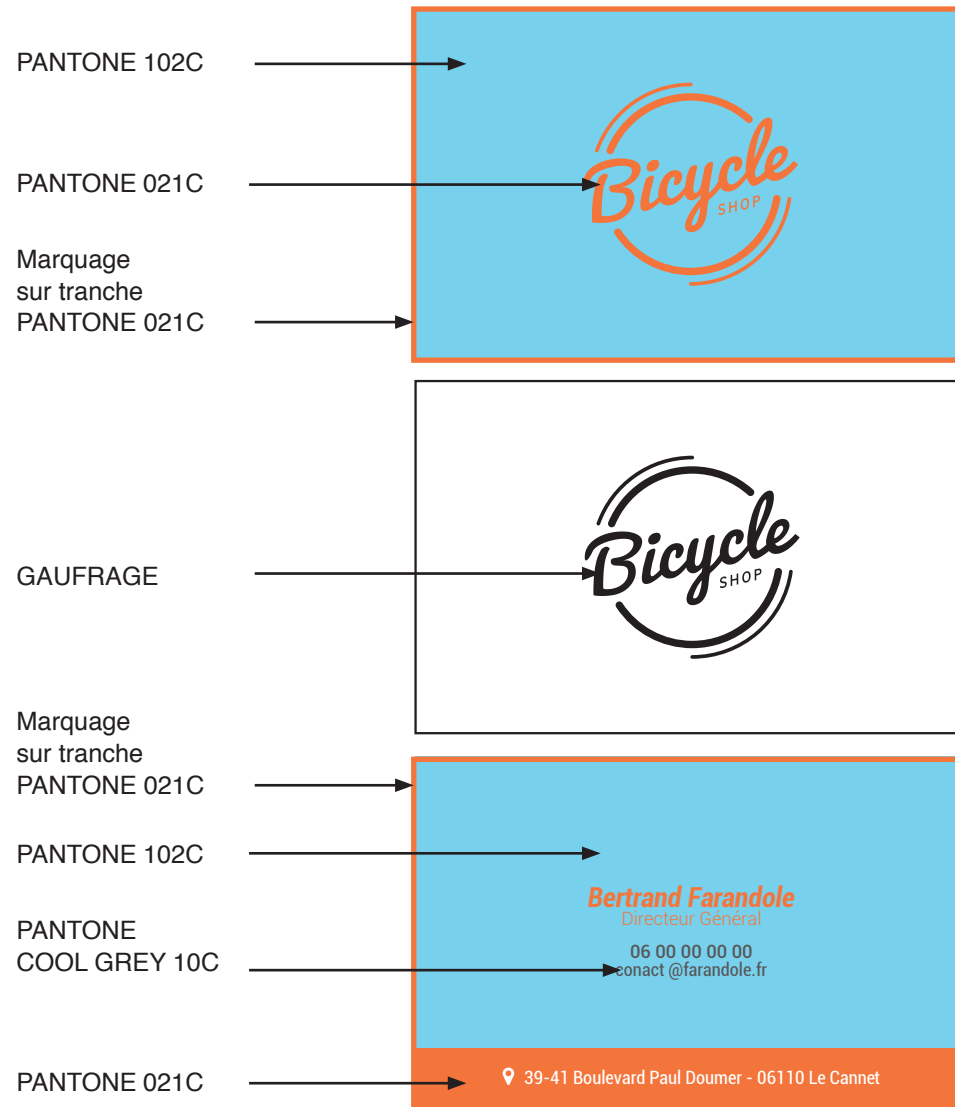 PANTONE 102C
PANTONE 021C
Bicycle
SHOP
Marquage
sur tranche
PANTONE 021C
GAUFRAGE
Bicycle
SHOP
Marquage
sur tranche
PANTONE 021C
PANTONE 102C
Bertrand Farandole
Directeur Général
PANTONE
COOL GREY 10C
06 00 00 00 00
conact @farandole.fr
PANTONE 021C
39-41 Boulevard Paul Doumer - 06110 Le Cannet